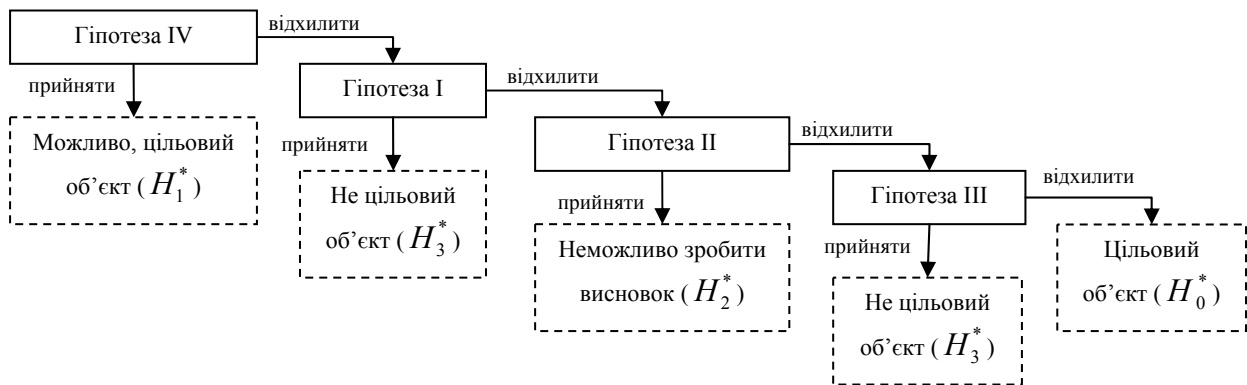 Гіпотеза IV
відхилити
прийняти
Гіпотеза I
відхилити
Можливо, цільовий
об’єкт ( H₁* )
прийняти
Гіпотеза II
відхилити
Не цільовий
об’єкт ( H₃* )
прийняти
Гіпотеза III
відхилити
Неможливо зробити
висновок ( H₂* )
прийняти
Цільовий
об’єкт ( H₀* )
Не цільовий
об’єкт ( H₃* )